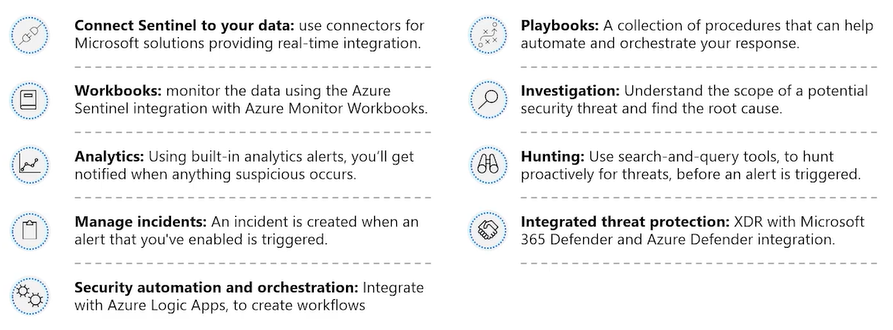 Connect Sentinel to your data: use connectors for
Microsoft solutions providing real-time integration.
Workbooks: monitor the data using the Azure
Sentinel integration with Azure Monitor Workbooks.
Analytics: Using built-in analytics alerts, you'll get
notified when anything suspicious occurs.
Manage incidents: An incident is created when an
alert that you've enabled is triggered.
Security automation and orchestration: Integrate
with Azure Logic Apps, to create workflows
Playbooks: A collection of procedures that can help
automate and orchestrate your response.
Investigation: Understand the scope of a potential
security threat and find the root cause.
Hunting: Use search-and-query tools, to hunt
proactively for threats, before an alert is triggered.
Integrated threat protection: XDR with Microsoft
365 Defender and Azure Defender integration.